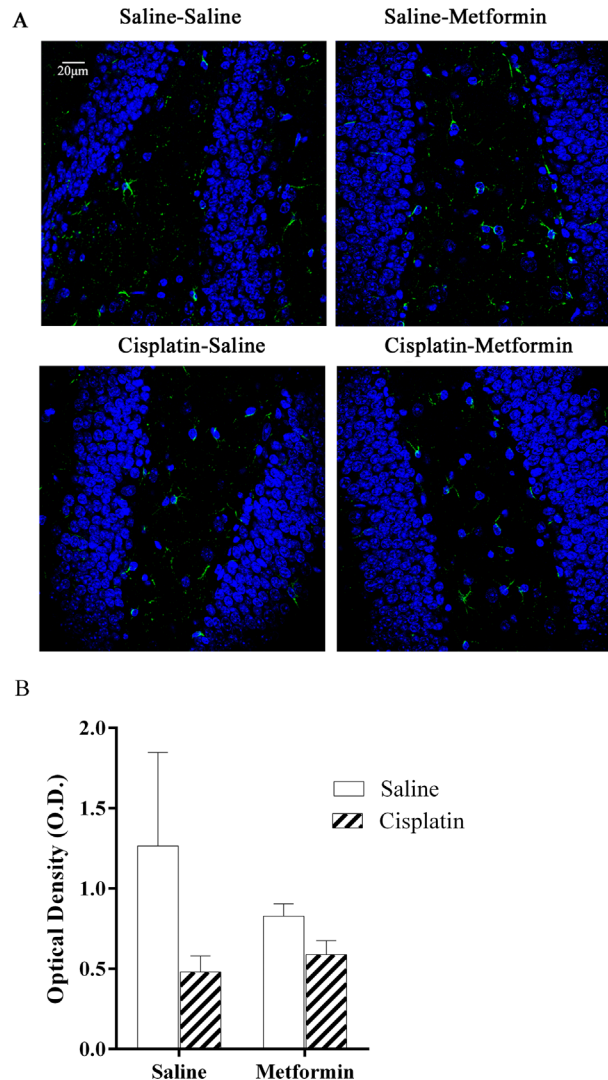 A
Saline-Saline
Saline-Metformin
20μm
Cisplatin-Saline
Cisplatin-Metformin
B
2.0
1.5
1.0
0.5
0.0
Optical Density (O.D.)
Saline
Cisplatin
Saline
Metformin